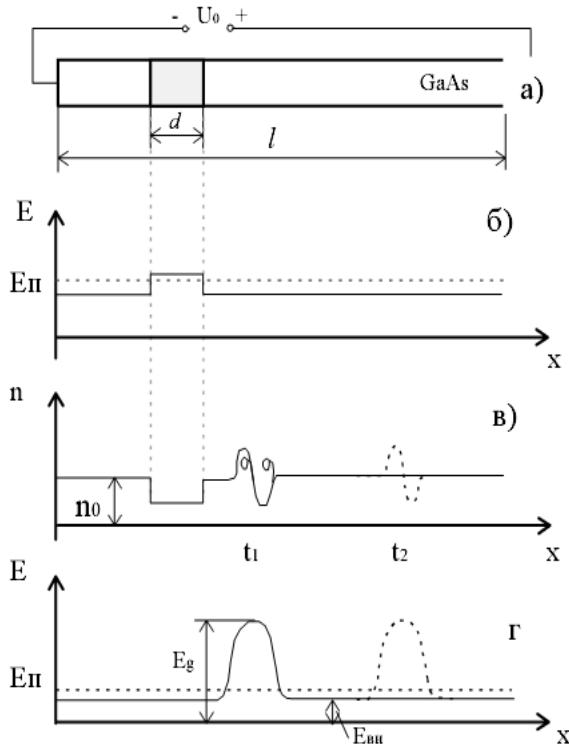 - U₀ +
GaAs
а)
d
l
E
б)
Eп
x
n
в)
n₀
t₁
t₂
x
E
г
Eg
Eп
Eвн
x